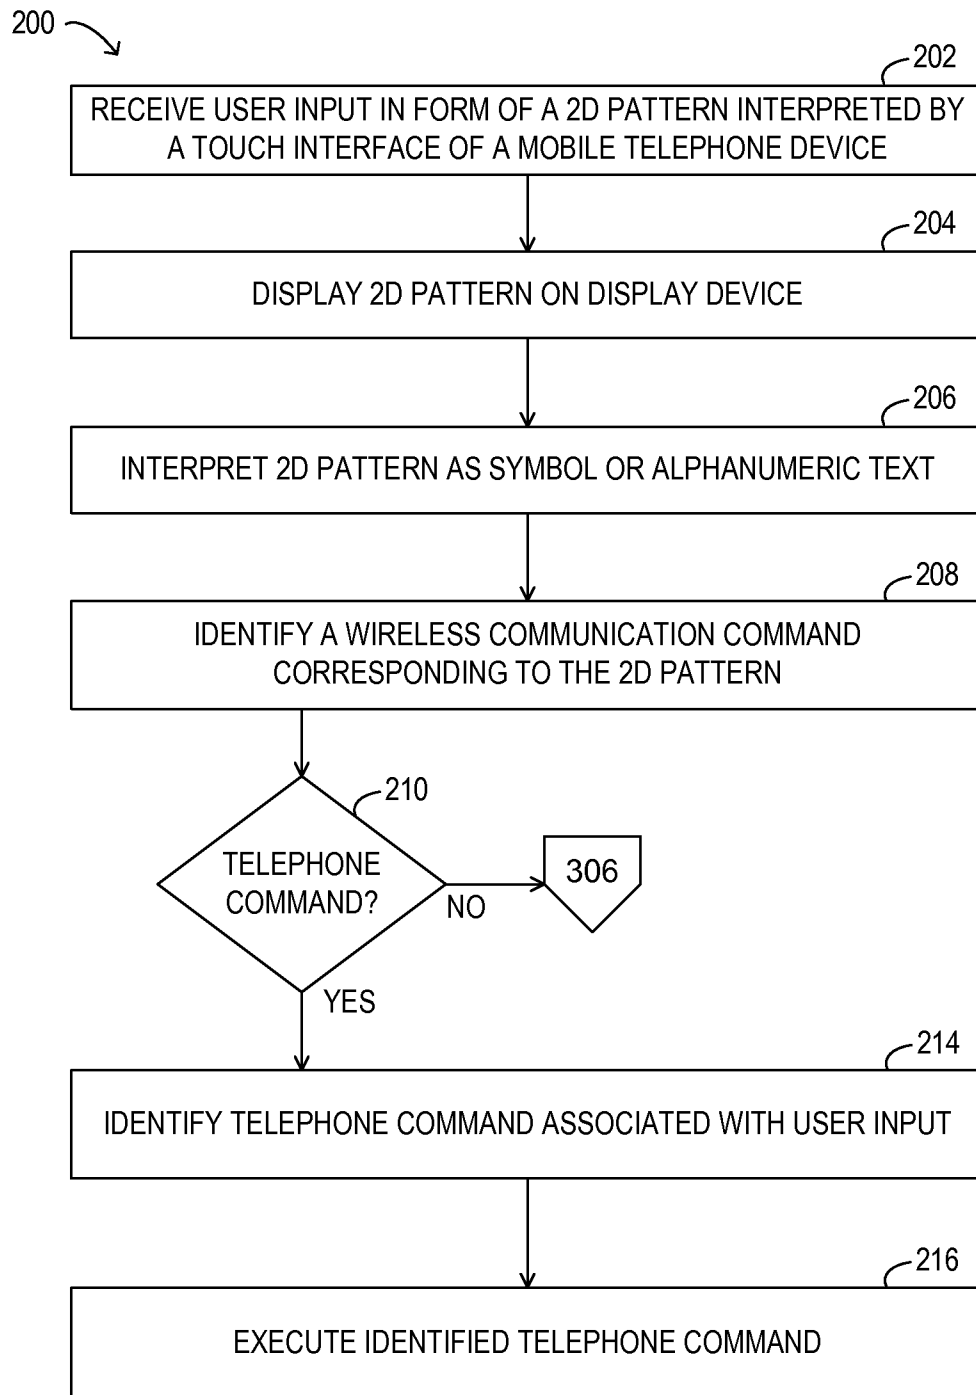 200
202
RECEIVE USER INPUT IN FORM OF A 2D PATTERN INTERPRETED BY
A TOUCH INTERFACE OF A MOBILE TELEPHONE DEVICE
204
DISPLAY 2D PATTERN ON DISPLAY DEVICE
206
INTERPRET 2D PATTERN AS SYMBOL OR ALPHANUMERIC TEXT
208
IDENTIFY A WIRELESS COMMUNICATION COMMAND
CORRESPONDING TO THE 2D PATTERN
210
TELEPHONE
COMMAND?
NO
306
YES
214
IDENTIFY TELEPHONE COMMAND ASSOCIATED WITH USER INPUT
216
EXECUTE IDENTIFIED TELEPHONE COMMAND